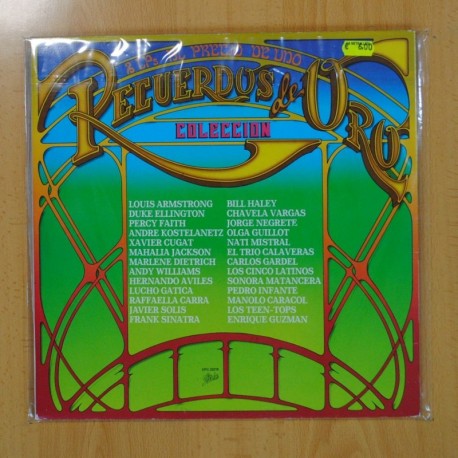 2 L.P. AL PRECIO DE UNO
RECUERDOS de ORO
COLECCION
LOUIS ARMSTRONG
DUKE ELLINGTON
PERCY FAITH
ANDRE KOSTELANETZ
XAVIER CUGAT
MAHALIA JACKSON
MARLENE DIETRICH
ANDY WILLIAMS
HERNANDO AVILES
LUCHO GATICA
RAFFAELLA CARRA
JAVIER SOLIS
FRANK SINATRA
BILL HALEY
CHAVELA VARGAS
JORGE NEGRETE
OLGA GUILLOT
NATI MISTRAL
EL TRIO CALAVERAS
CARLOS GARDEL
LOS CINCO LATINOS
SONORA MATANCERA
PEDRO INFANTE
MANOLO CARACOL
LOS TEEN-TOPS
ENRIQUE GUZMAN
Epic